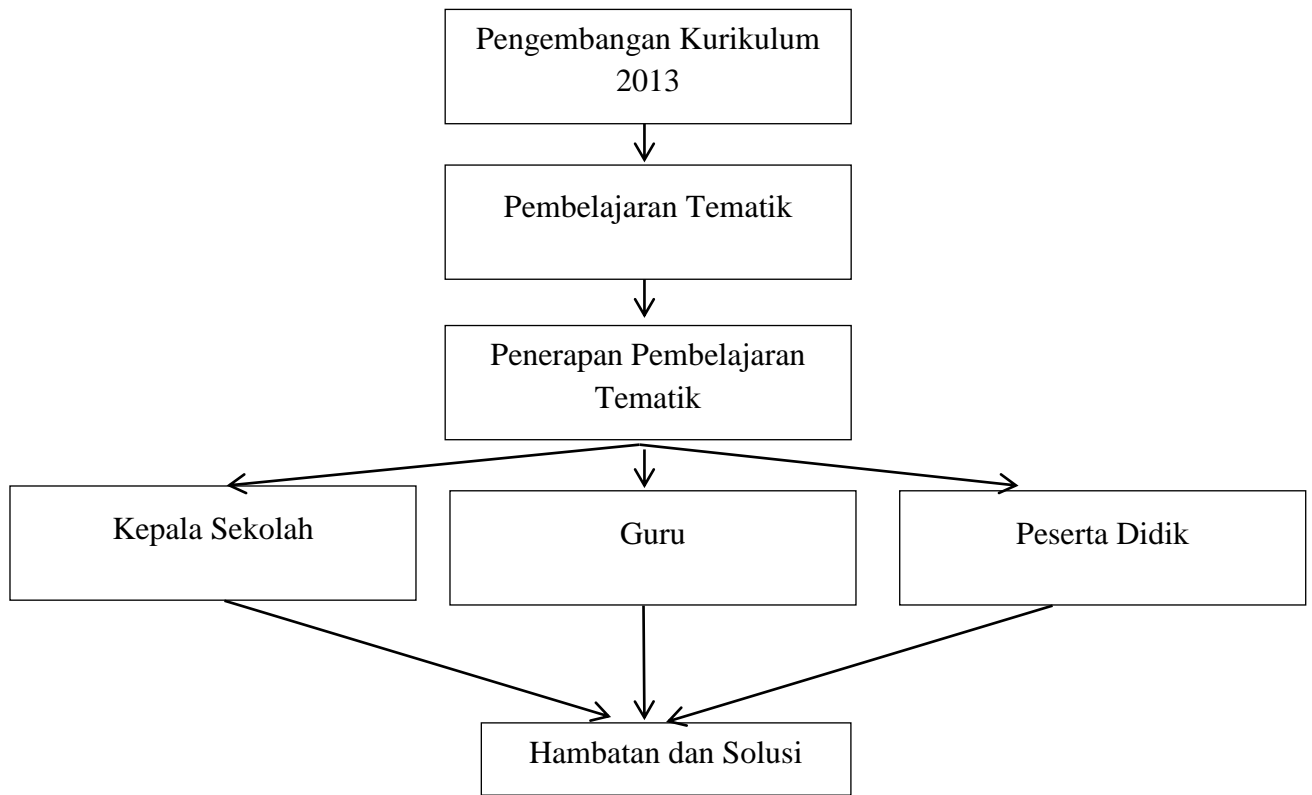 Pengembangan Kurikulum
2013
Pembelajaran Tematik
Penerapan Pembelajaran
Tematik
Kepala Sekolah
Guru
Peserta Didik
Hambatan dan Solusi